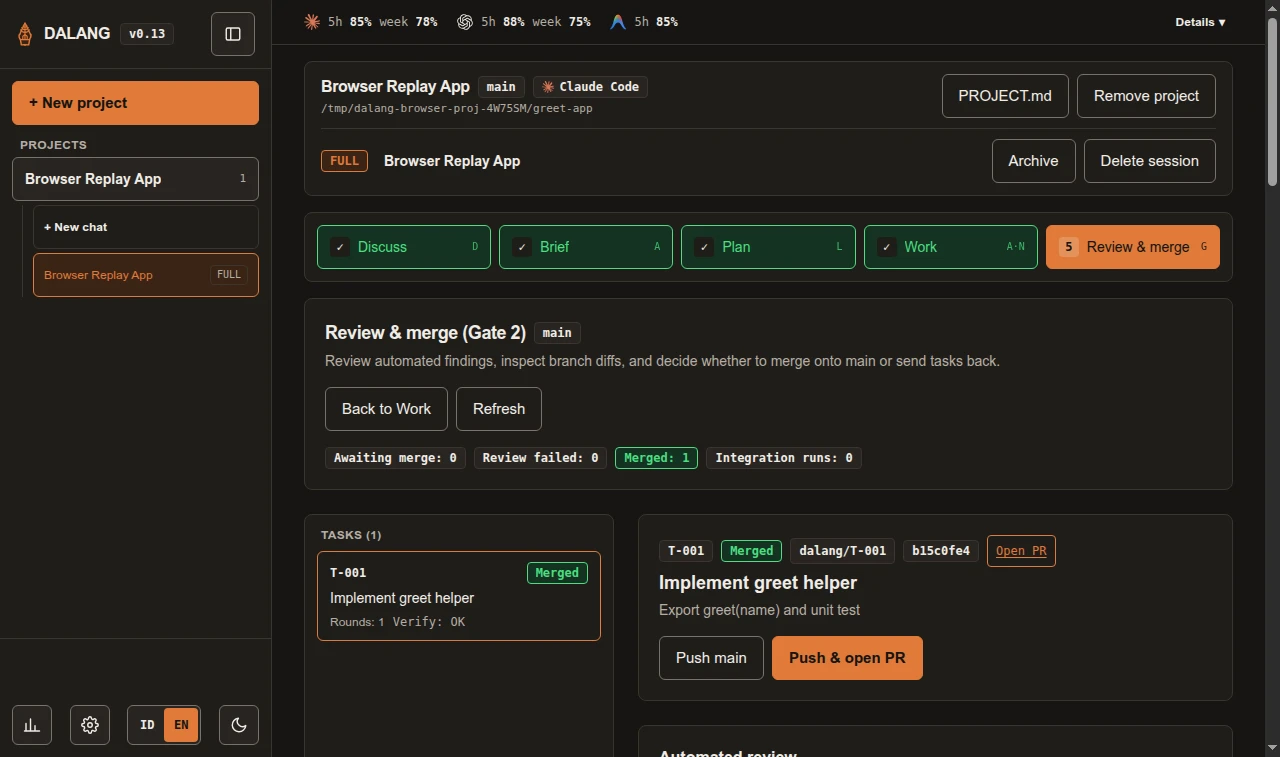 DALANG v0.13
+ New project
PROJECTS
Browser Replay App 1
+ New chat
Browser Replay App FULL
ID EN
5h 85% week 78% 5h 88% week 75% 5h 85% Details ▾
Browser Replay App main Claude Code
/tmp/dalang-browser-proj-4W75SM/greet-app
PROJECT.md Remove project
FULL Browser Replay App
Archive Delete session
✓ Discuss D ✓ Brief A ✓ Plan L ✓ Work A·N 5 Review & merge G
Review & merge (Gate 2) main
Review automated findings, inspect branch diffs, and decide whether to merge onto main or send tasks back.
Back to Work Refresh
Awaiting merge: 0 Review failed: 0 Merged: 1 Integration runs: 0
TASKS (1)
T-001 Merged
Implement greet helper
Rounds: 1 Verify: OK
T-001 Merged dalang/T-001 b15c0fe4 Open PR
Implement greet helper
Export greet(name) and unit test
Push main Push & open PR
Automated review